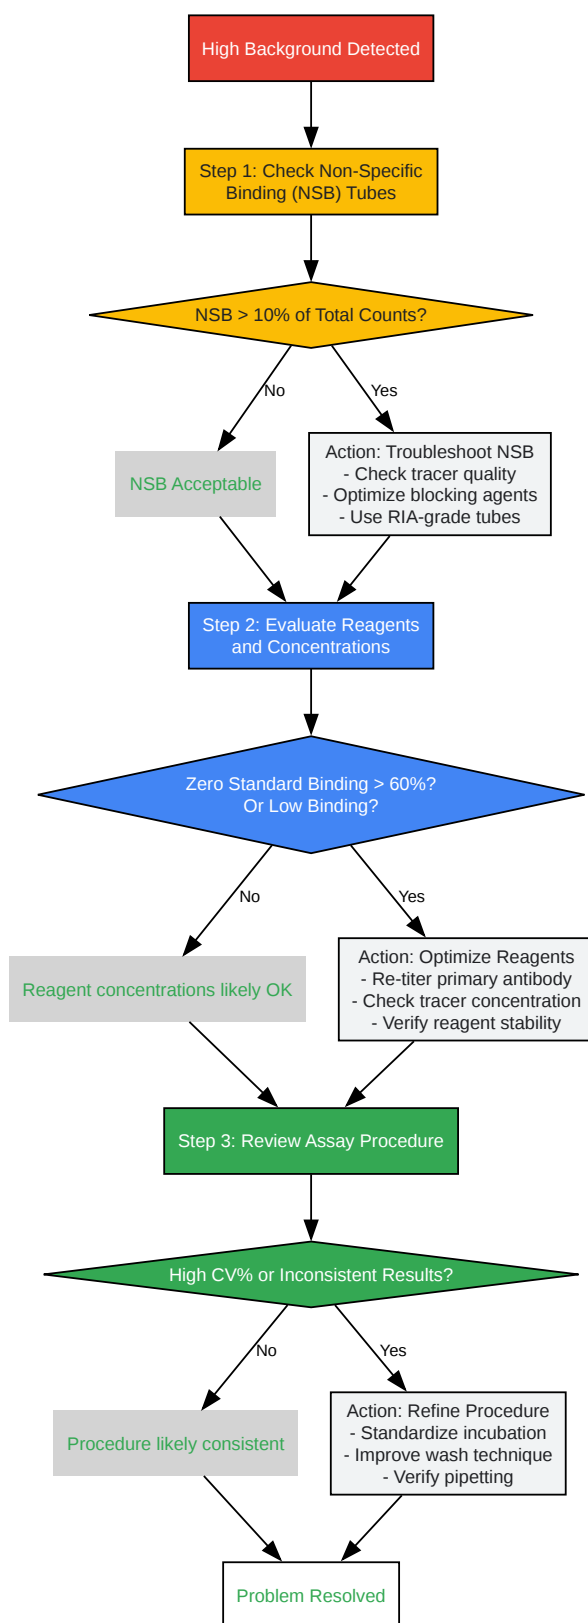 High Background Detected
Step 1: Check Non-Specific
Binding (NSB) Tubes
NSB > 10% of Total Counts?
No
Yes
NSB Acceptable
Action: Troubleshoot NSB
- Check tracer quality
- Optimize blocking agents
- Use RIA-grade tubes
Step 2: Evaluate Reagents
and Concentrations
Zero Standard Binding > 60%?
Or Low Binding?
No
Yes
Reagent concentrations likely OK
Action: Optimize Reagents
- Re-titer primary antibody
- Check tracer concentration
- Verify reagent stability
Step 3: Review Assay Procedure
High CV% or Inconsistent Results?
No
Yes
Procedure likely consistent
Action: Refine Procedure
- Standardize incubation
- Improve wash technique
- Verify pipetting
Problem Resolved